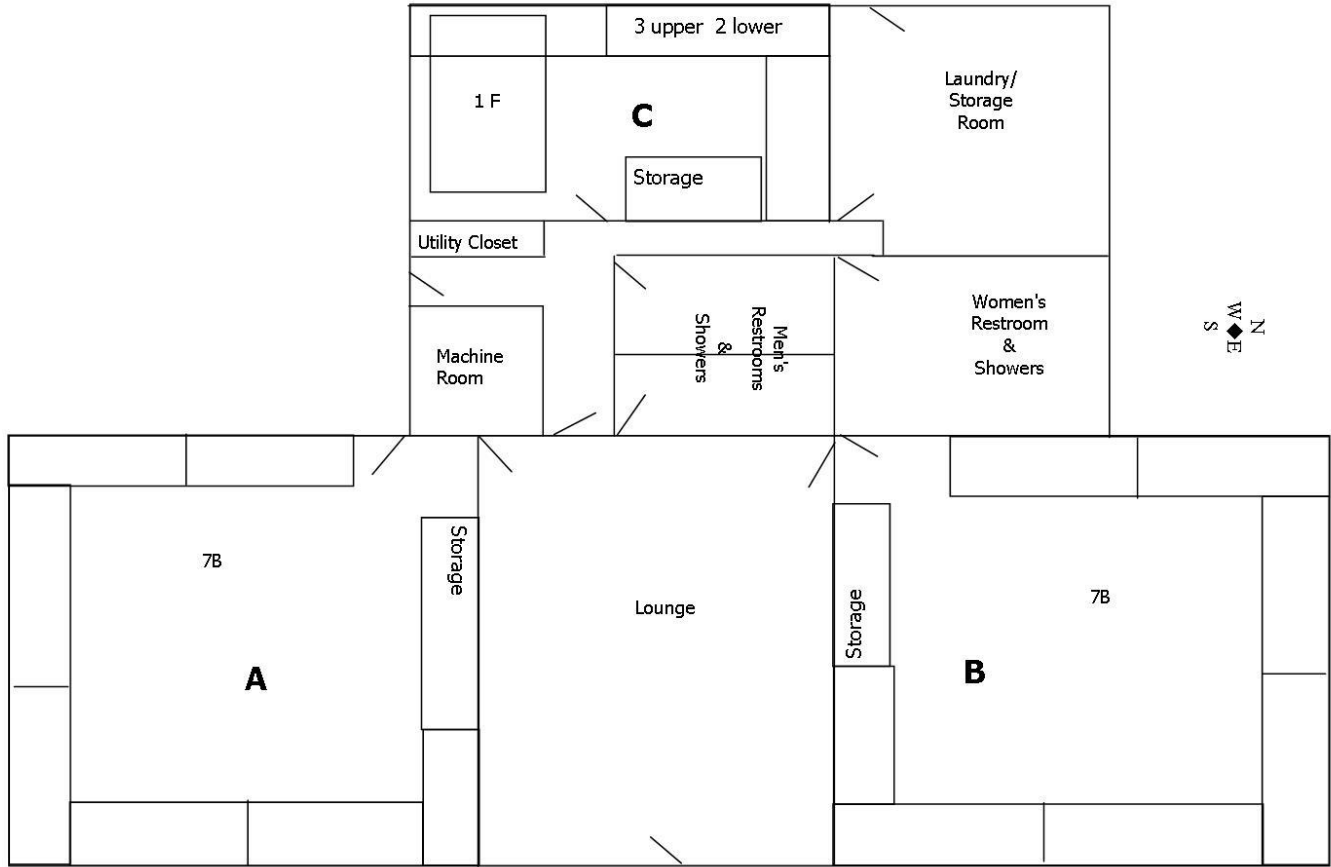 3 upper 2 lower
1 F
C
Laundry/
Storage
Room
Storage
Utility Closet
Machine
Room
Men's
Restrooms
&
Showers
Women's
Restroom
&
Showers
N
W◆E
S
7B
A
Storage
Lounge
Storage
7B
B